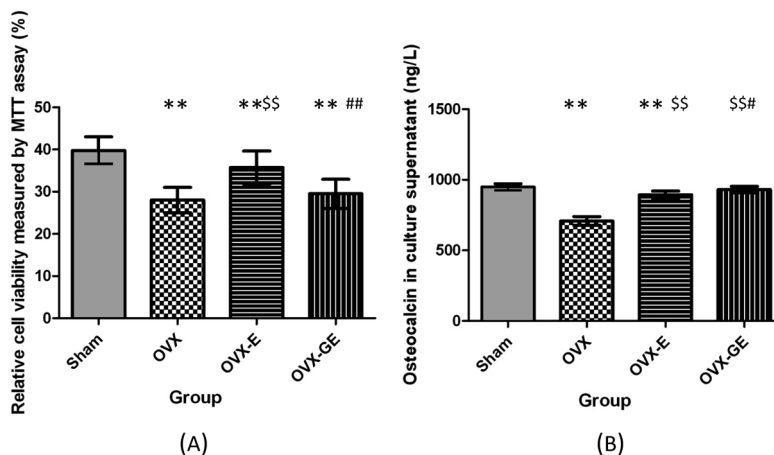 Relative cell viability measured by MTT assay (%)
50
40
30
20
10
0
**
**$$
** ##
Sham
OVX
OVX-E
OVX-GE
Group
(A)
Osteocalcin in culture supernatant (ng/L)
1500
1000
500
0
**
** $$
$$#
Sham
OVX
OVX-E
OVX-GE
Group
(B)